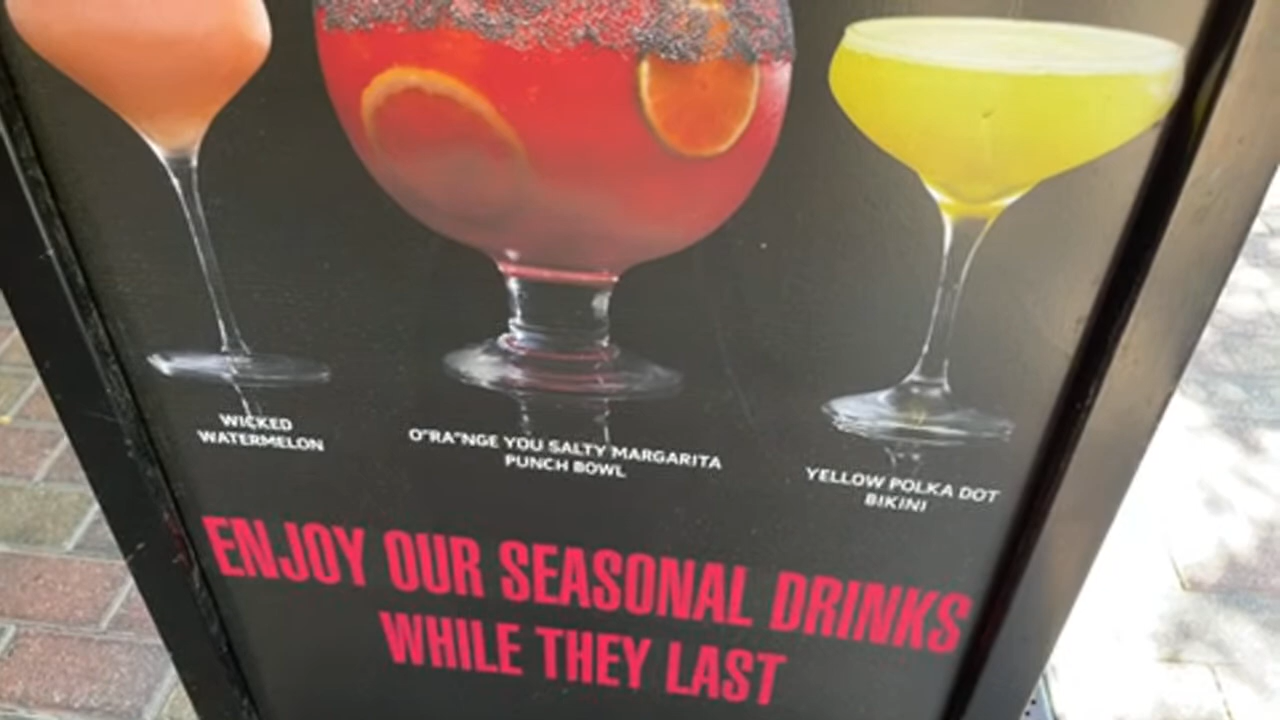 WICKED
WATERMELON
O"RA"NGE YOU SALTY MARGARITA
PUNCH BOWL
YELLOW POLKA DOT
BIKINI
ENJOY OUR SEASONAL DRINKS
WHILE THEY LAST